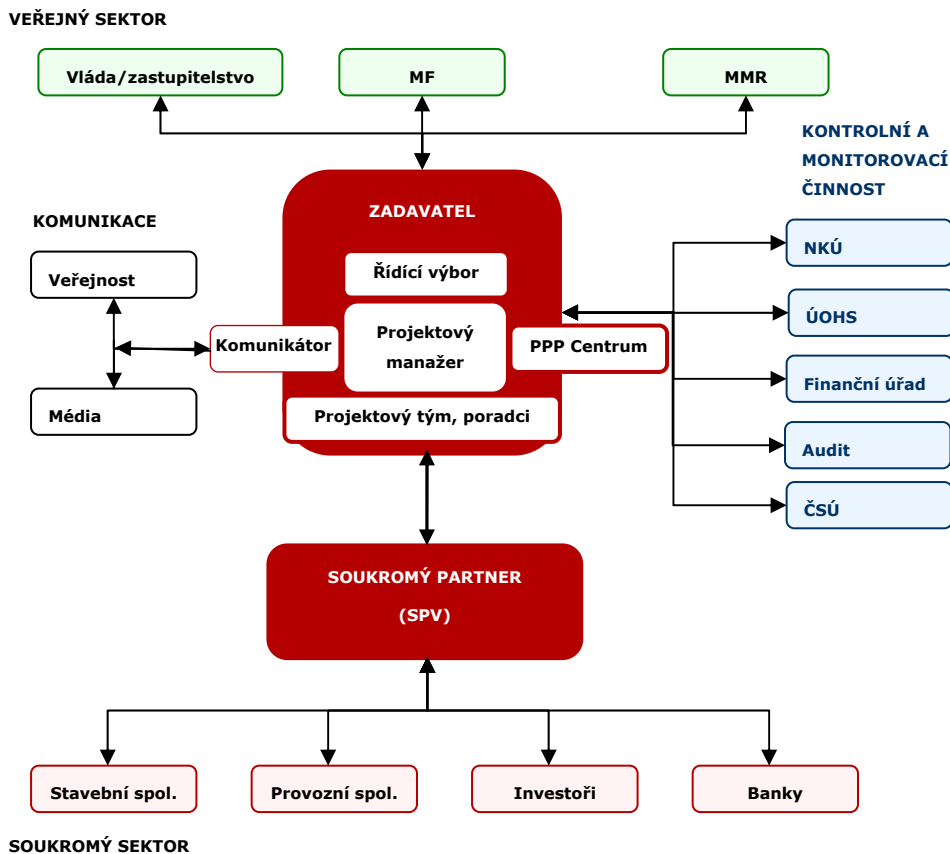 VEŘEJNÝ SEKTOR
Vláda/zastupitelstvo
MF
MMR
KONTROLNÍ A
MONITOROVACÍ
ČINNOST
ZADAVATEL
KOMUNIKACE
Řídící výbor
NKÚ
Veřejnost
Projektový
manažer
Komunikátor
PPP Centrum
ÚOHS
Finanční úřad
Média
Projektový tým, poradci
Audit
ČSÚ
SOUKROMÝ PARTNER
(SPV)
Stavební spol.
Provozní spol.
Investoři
Banky
SOUKROMÝ SEKTOR